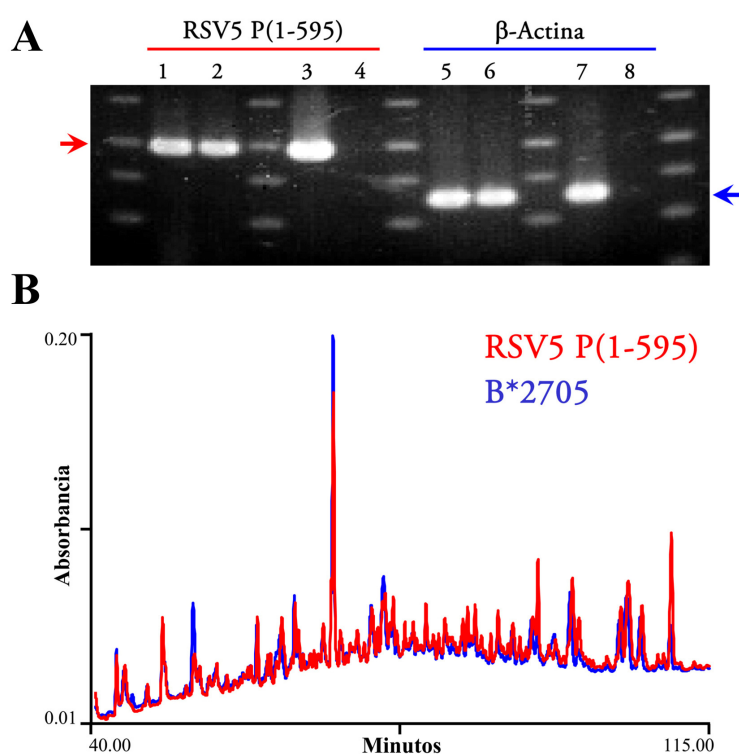 A
RSV5 P(1-595)
β-Actina
1 2 3 4 5 6 7 8
B
0.20
RSV5 P(1-595)
B*2705
Absorbancia
0.01
40.00 Minutos 115.00